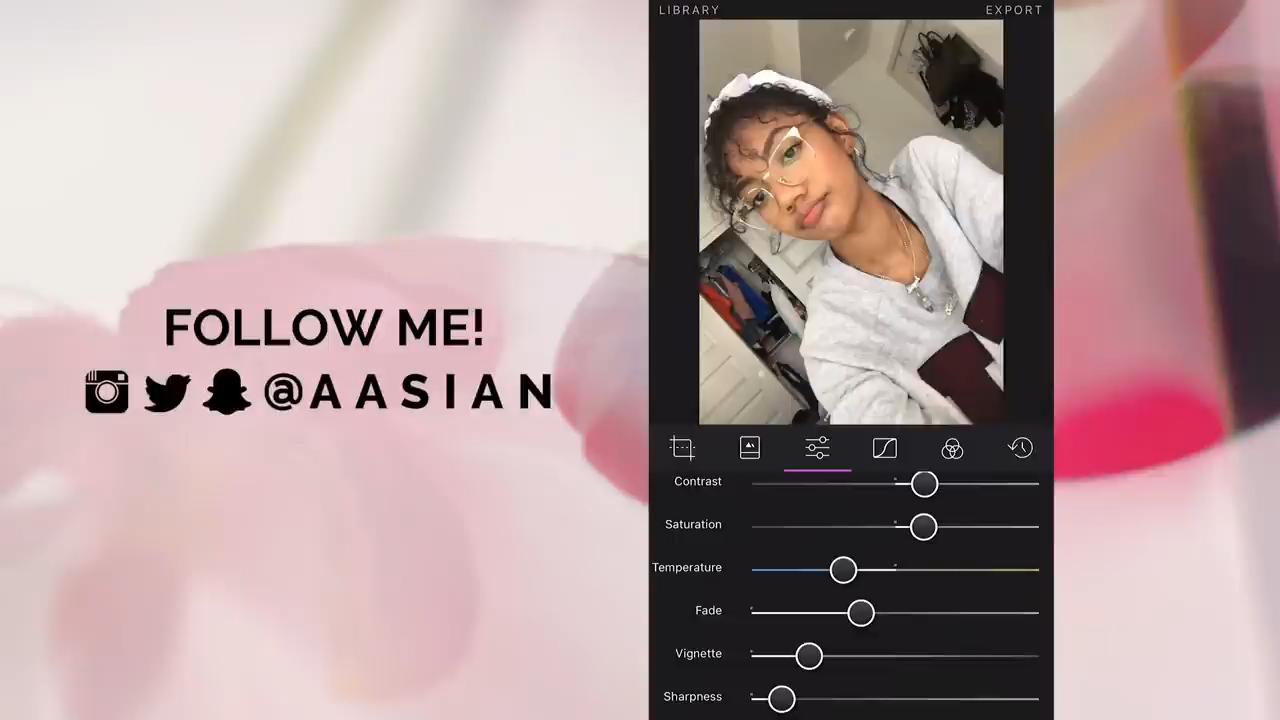 LIBRARY
EXPORT
FOLLOW ME!
@AASIAN
Contrast
Saturation
Temperature
Fade
Vignette
Sharpness